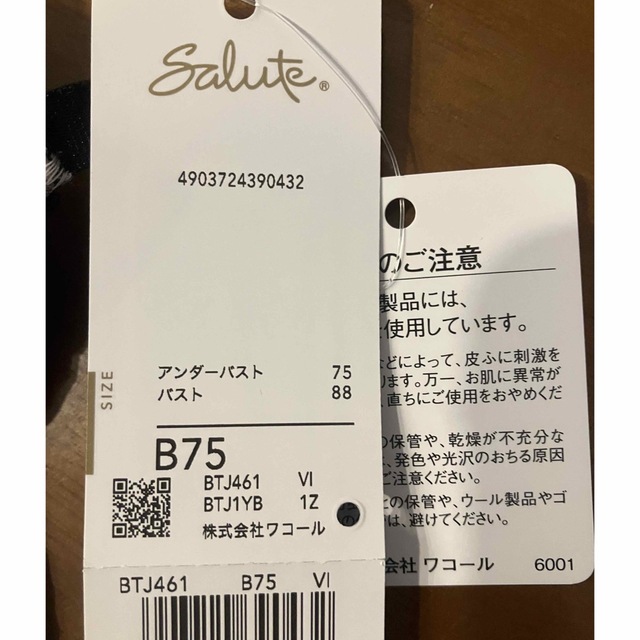 Salute®
4903724390432
SIZE
アンダーバスト 75
バスト 88
B75
BTJ461 VI
BTJ1YB 1Z
株式会社ワコール
BTJ461 B75 VI
のご注意
製品には、
使用しています。
などによって、皮ふに刺激を
ります。万一、お肌に異常が
、直ちにご使用をおやめくだ
の保管や、乾燥が不充分な
、発色や光沢のおちる原因
ご注意ください。
の保管や、ウール製品やゴ
は、避けてください。
会社 ワコール 6001